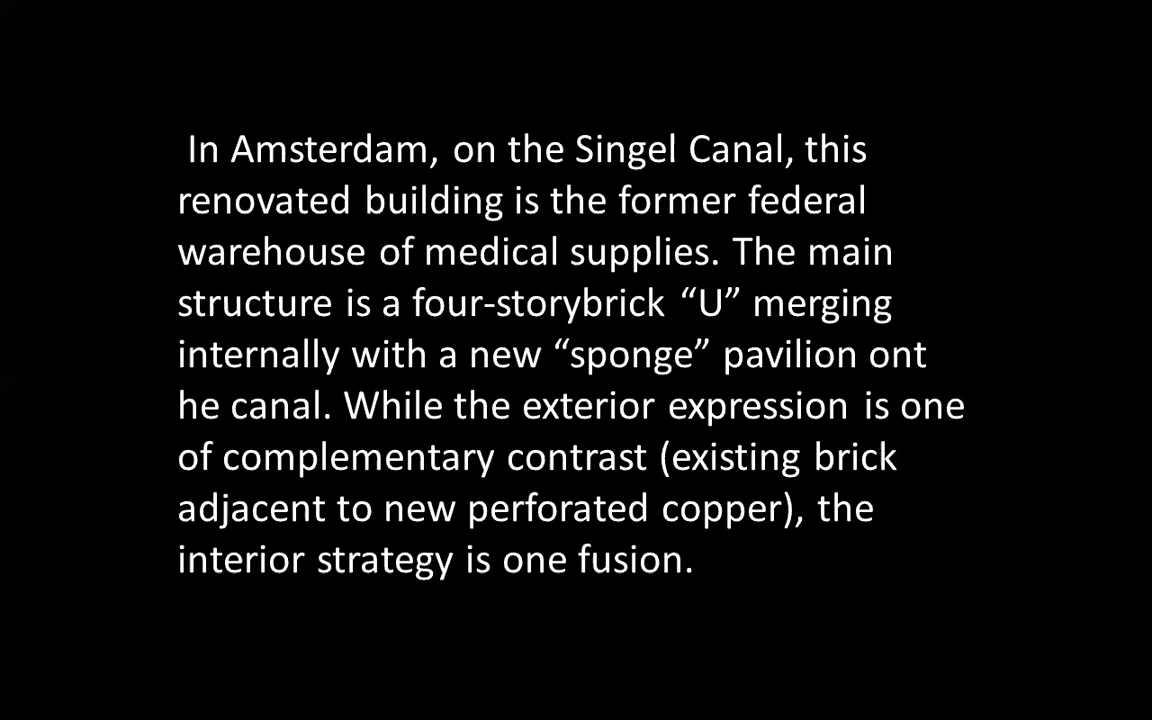 In Amsterdam, on the Singel Canal, this
renovated building is the former federal
warehouse of medical supplies. The main
structure is a four-storybrick “U” merging
internally with a new “sponge” pavilion ont
he canal. While the exterior expression is one
of complementary contrast (existing brick
adjacent to new perforated copper), the
interior strategy is one fusion.